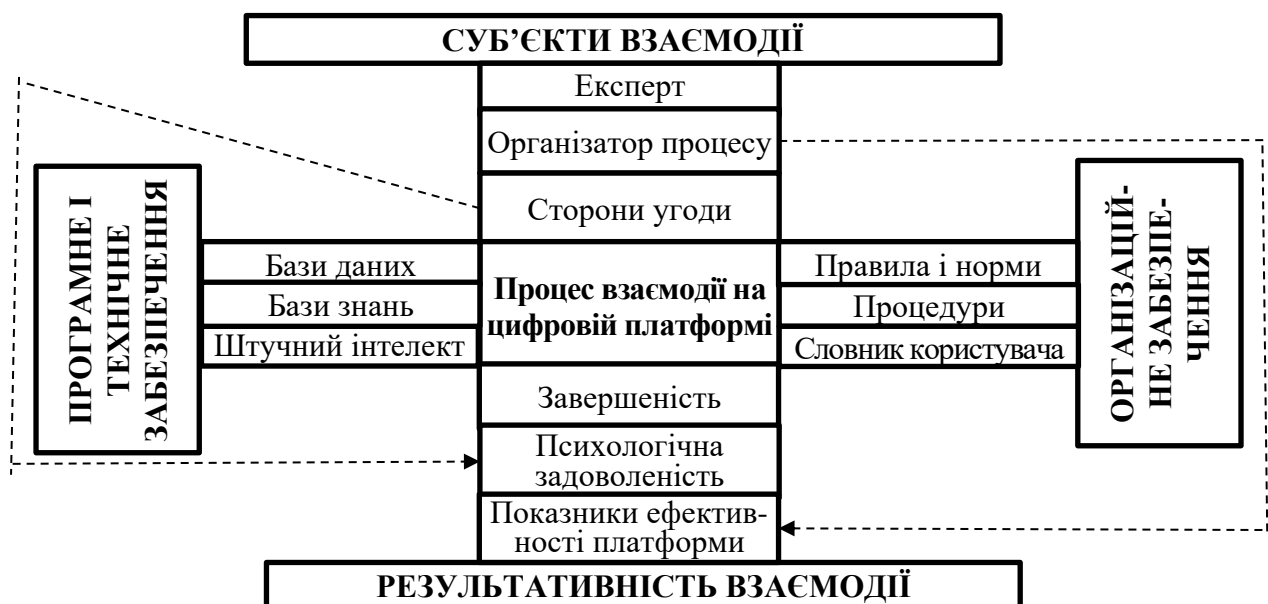 СУБ’ЄКТИ ВЗАЄМОДІЇ
Експерт
Організатор процесу
Сторони угоди
ПРОГРАМНЕ І
ТЕХНІЧНЕ
ЗАБЕЗПЕЧЕННЯ
Бази даних
Бази знань
Штучний інтелект
Процес взаємодії на
цифровій платформі
Правила і норми
Процедури
Словник користувача
ОРГАНІЗАЦІЙ-
НЕ ЗАБЕЗПЕ-
ЧЕННЯ
Завершеність
Психологічна
задоволеність
Показники ефектив-
ності платформи
РЕЗУЛЬТАТИВНІСТЬ ВЗАЄМОДІЇ